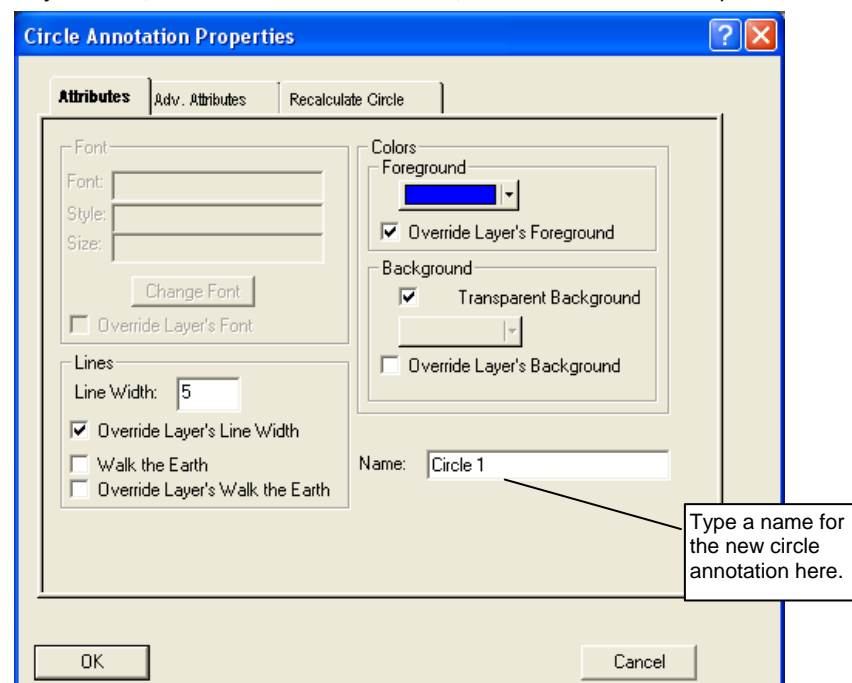 Circle Annotation Properties
Attributes
Adv. Attributes
Recalculate Circle
Font
Font:
Style:
Size:
Change Font
Override Layer's Font
Lines
Line Width: 5
Override Layer's Line Width
Walk the Earth
Override Layer's Walk the Earth
Colors
Foreground
Override Layer's Foreground
Background
Transparent Background
Override Layer's Background
Name: Circle 1
Type a name for
the new circle
annotation here.
OK
Cancel